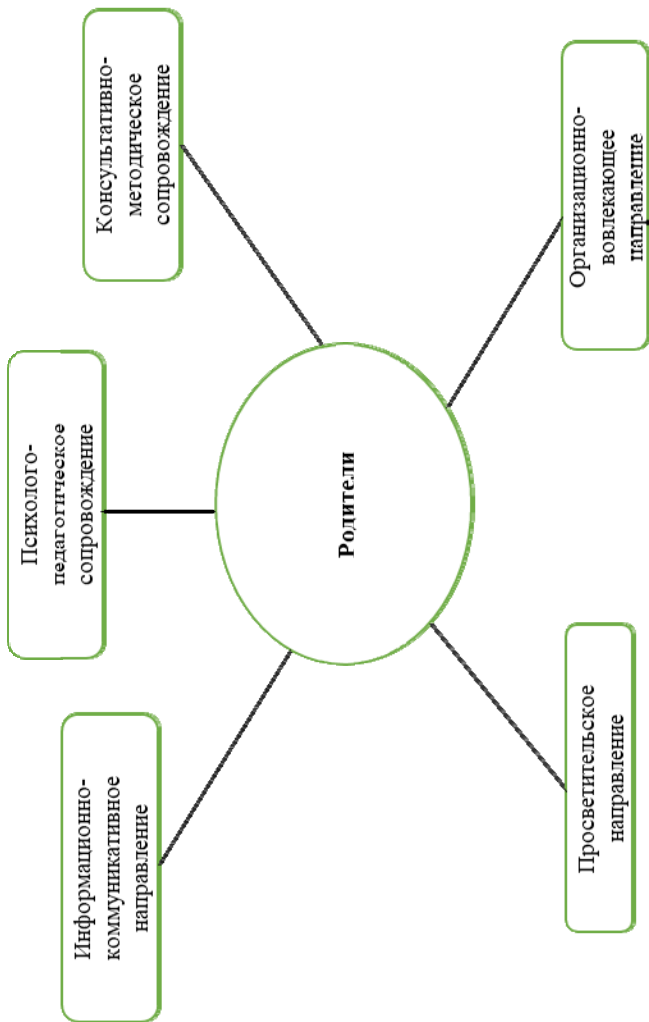 Информационно-
коммуникативное
направление
Психолого-
педагогическое
сопровождение
Консультативно-
методическое
сопровождение
Родители
Просветительское
направление
Организационно-
вовлекающее
направление